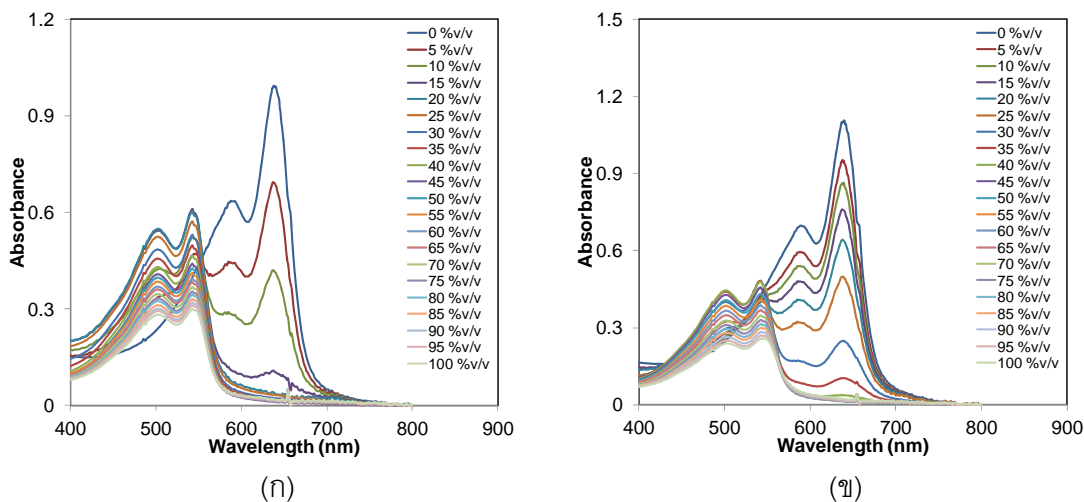 1.2
0.9
0.6
0.3
0
Absorbance
400 500 600 700 800 900
Wavelength (nm)
0 %v/v
5 %v/v
10 %v/v
15 %v/v
20 %v/v
25 %v/v
30 %v/v
35 %v/v
40 %v/v
45 %v/v
50 %v/v
55 %v/v
60 %v/v
65 %v/v
70 %v/v
75 %v/v
80 %v/v
85 %v/v
90 %v/v
95 %v/v
100 %v/v
(ก)
1.5
1.2
0.9
0.6
0.3
0
Absorbance
400 500 600 700 800 900
Wavelength (nm)
0 %v/v
5 %v/v
10 %v/v
15 %v/v
20 %v/v
25 %v/v
30 %v/v
35 %v/v
40 %v/v
45 %v/v
50 %v/v
55 %v/v
60 %v/v
65 %v/v
70 %v/v
75 %v/v
80 %v/v
85 %v/v
90 %v/v
95 %v/v
100 %v/v
(ข)